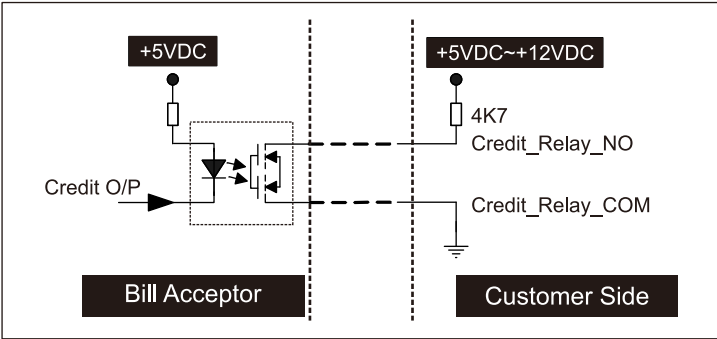 +5VDC
+5VDC~+12VDC
4K7
Credit_Relay_NO
Credit O/P
Credit_Relay_COM
Bill Acceptor
Customer Side